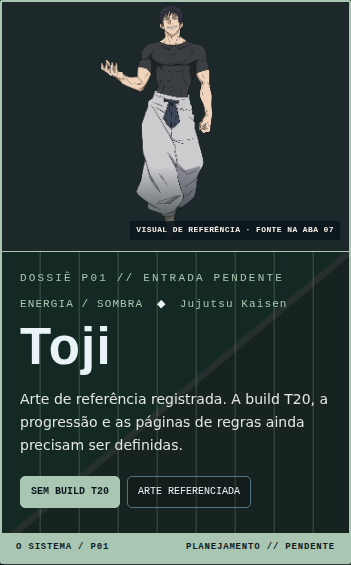 VISUAL DE REFERÊNCIA · FONTE NA ABA 07
DOSSIÊ P01 // ENTRADA PENDENTE
ENERGIA / SOMBRA ◆ Jujutsu Kaisen
Toji
Arte de referência registrada. A build T20, a
progressão e as páginas de regras ainda
precisam ser definidas.
SEM BUILD T20
ARTE REFERENCIADA
O SISTEMA / P01
PLANEJAMENTO // PENDENTE